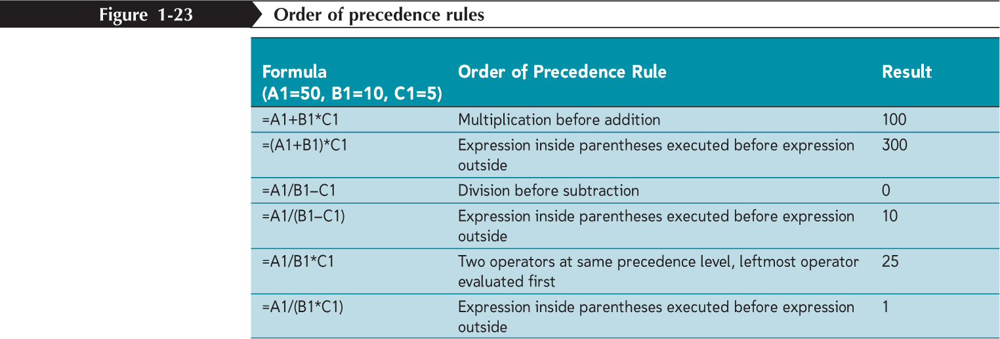 Figure 1-23 Order of precedence rules
Formula Order of Precedence Rule Result
(A1=50, B1=10, C1=5)
=A1+B1*C1 Multiplication before addition 100
=(A1+B1)*C1 Expression inside parentheses executed before expression 300
outside
=A1/B1–C1 Division before subtraction 0
=A1/(B1–C1) Expression inside parentheses executed before expression 10
outside
=A1/B1*C1 Two operators at same precedence level, leftmost operator 25
evaluated first
=A1/(B1*C1) Expression inside parentheses executed before expression 1
outside